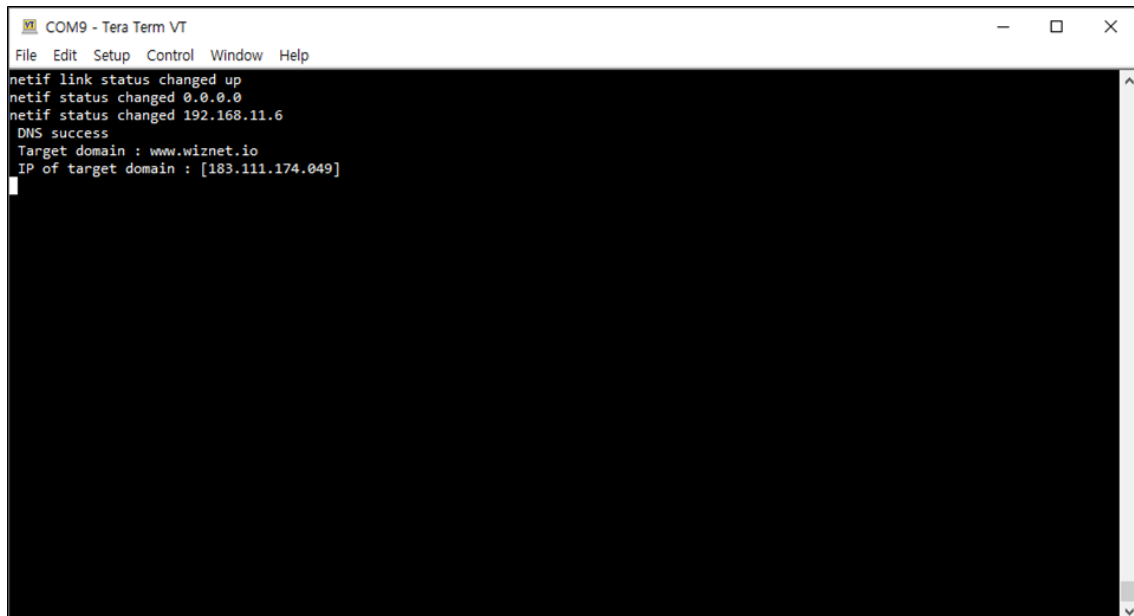 COM9 - Tera Term VT
File Edit Setup Control Window Help
netif link status changed up
netif status changed 0.0.0.0
netif status changed 192.168.11.6
DNS success
Target domain : www.wiznet.io
IP of target domain : [183.111.174.049]